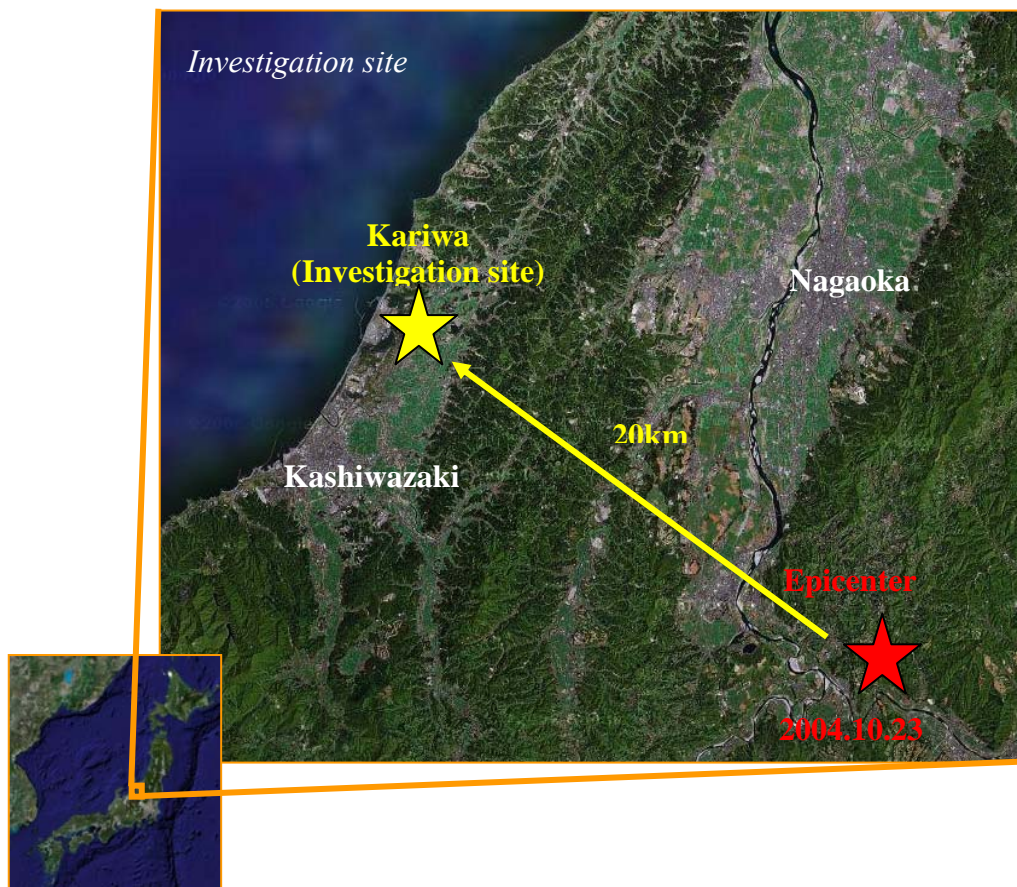 Investigation site
Kariwa
(Investigation site)
Nagaoka
20km
Kashiwazaki
Epicenter
2004.10.23